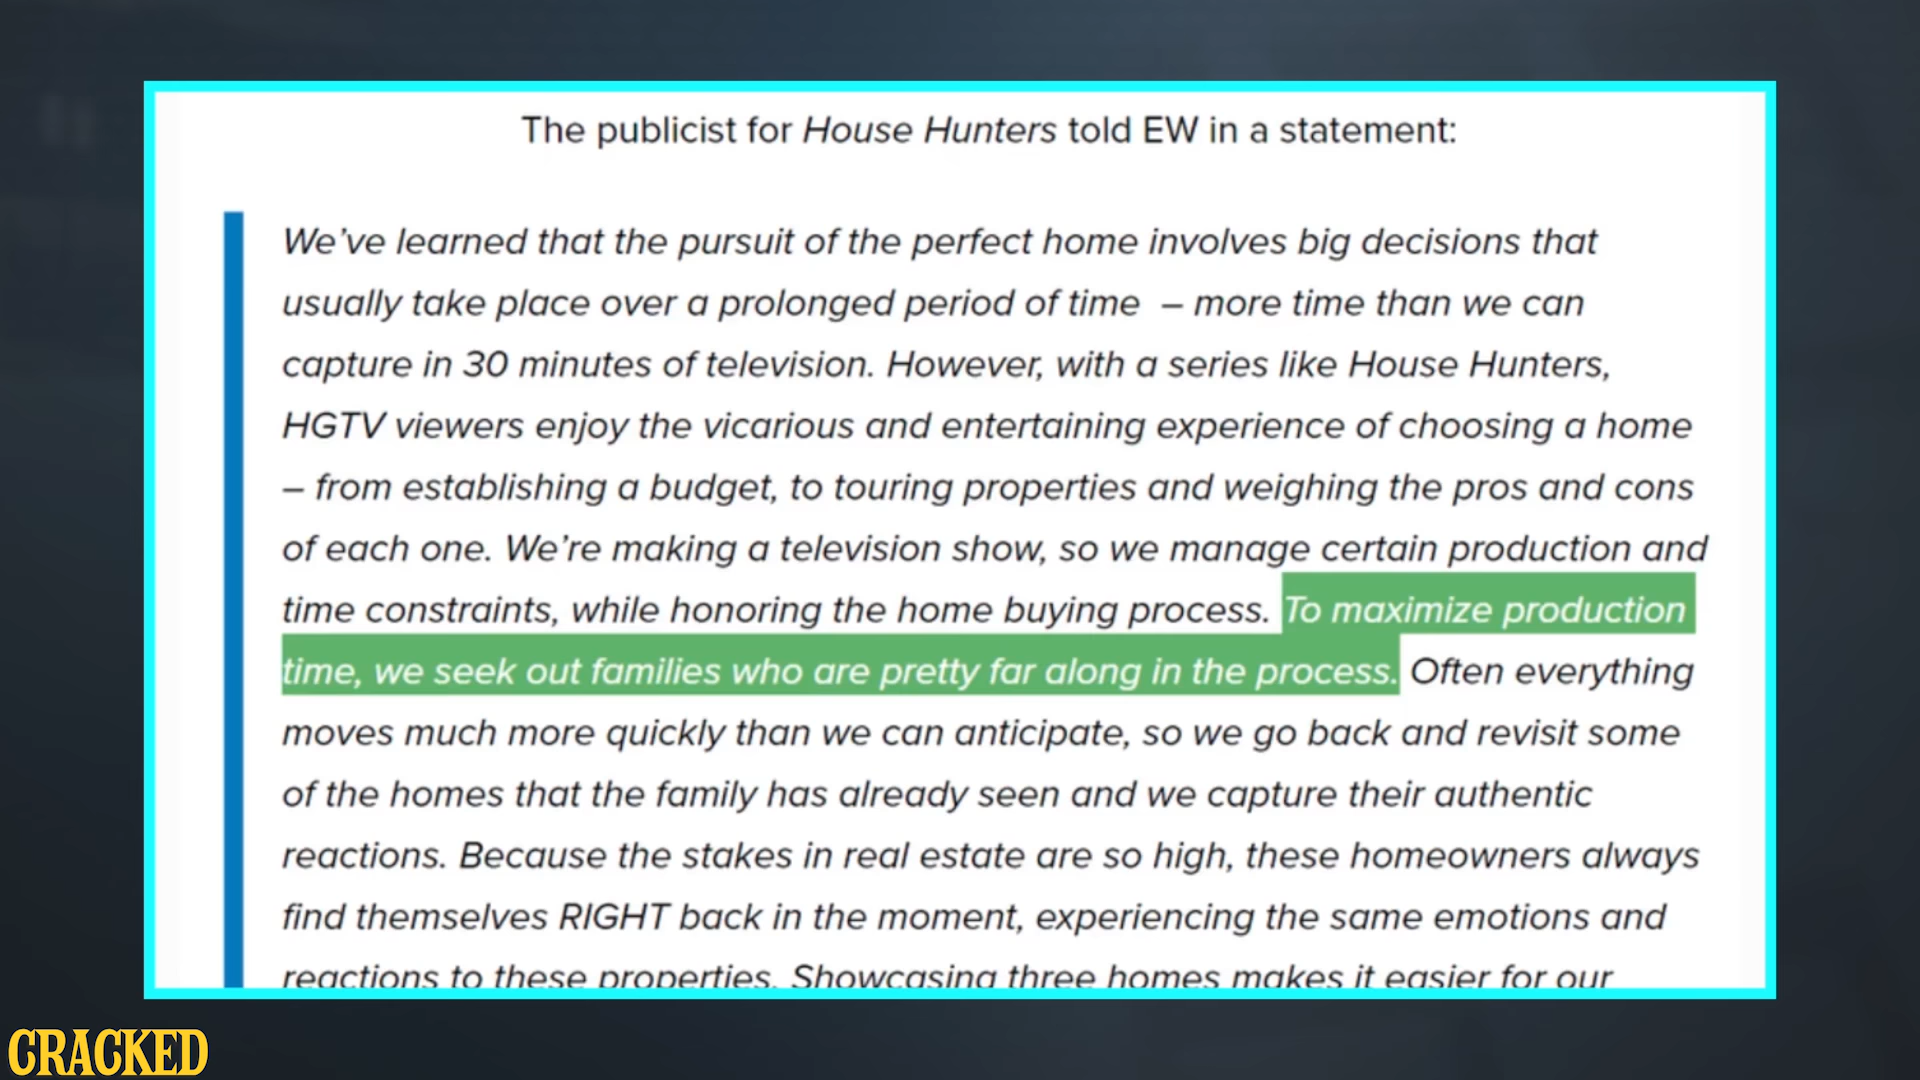 The publicist for House Hunters told EW in a statement:
We've learned that the pursuit of the perfect home involves big decisions that
usually take place over a prolonged period of time – more time than we can
capture in 30 minutes of television. However, with a series like House Hunters,
HGTV viewers enjoy the vicarious and entertaining experience of choosing a home
– from establishing a budget, to touring properties and weighing the pros and cons
of each one. We're making a television show, so we manage certain production and
time constraints, while honoring the home buying process. To maximize production
time, we seek out families who are pretty far along in the process. Often everything
moves much more quickly than we can anticipate, so we go back and revisit some
of the homes that the family has already seen and we capture their authentic
reactions. Because the stakes in real estate are so high, these homeowners always
find themselves RIGHT back in the moment, experiencing the same emotions and
reactions to these properties. Showcasing three homes makes it easier for our
CRACKED